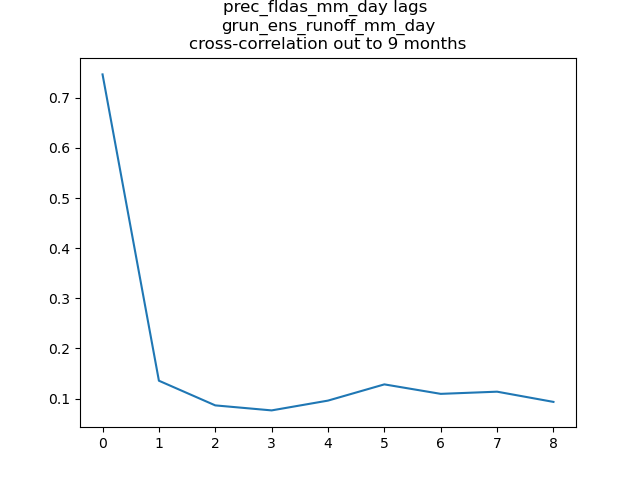 prec_fldas_mm_day lags
grun_ens_runoff_mm_day
cross-correlation out to 9 months
0.7
0.6
0.5
0.4
0.3
0.2
0.1
0 1 2 3 4 5 6 7 8